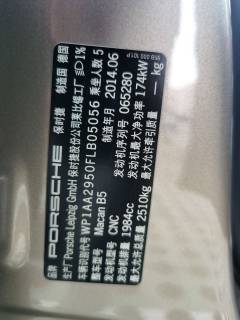 品牌 PORSCHE 保时捷 制造国 德国
生产厂 Porsche Leipzig GmbH 保时捷股份公司莱比锡工厂 1%
车辆识别代号 WP1AA2950FLB05056 乘坐人数 5
整车型号 Macan B5 制造年月 2014.06
发动机型号 CNC 发动机号 065280
发动机排量 1984cc 发动机最大净功率 174kW
最大允许总质量 2510kg 最大允许牵引质量 — kg